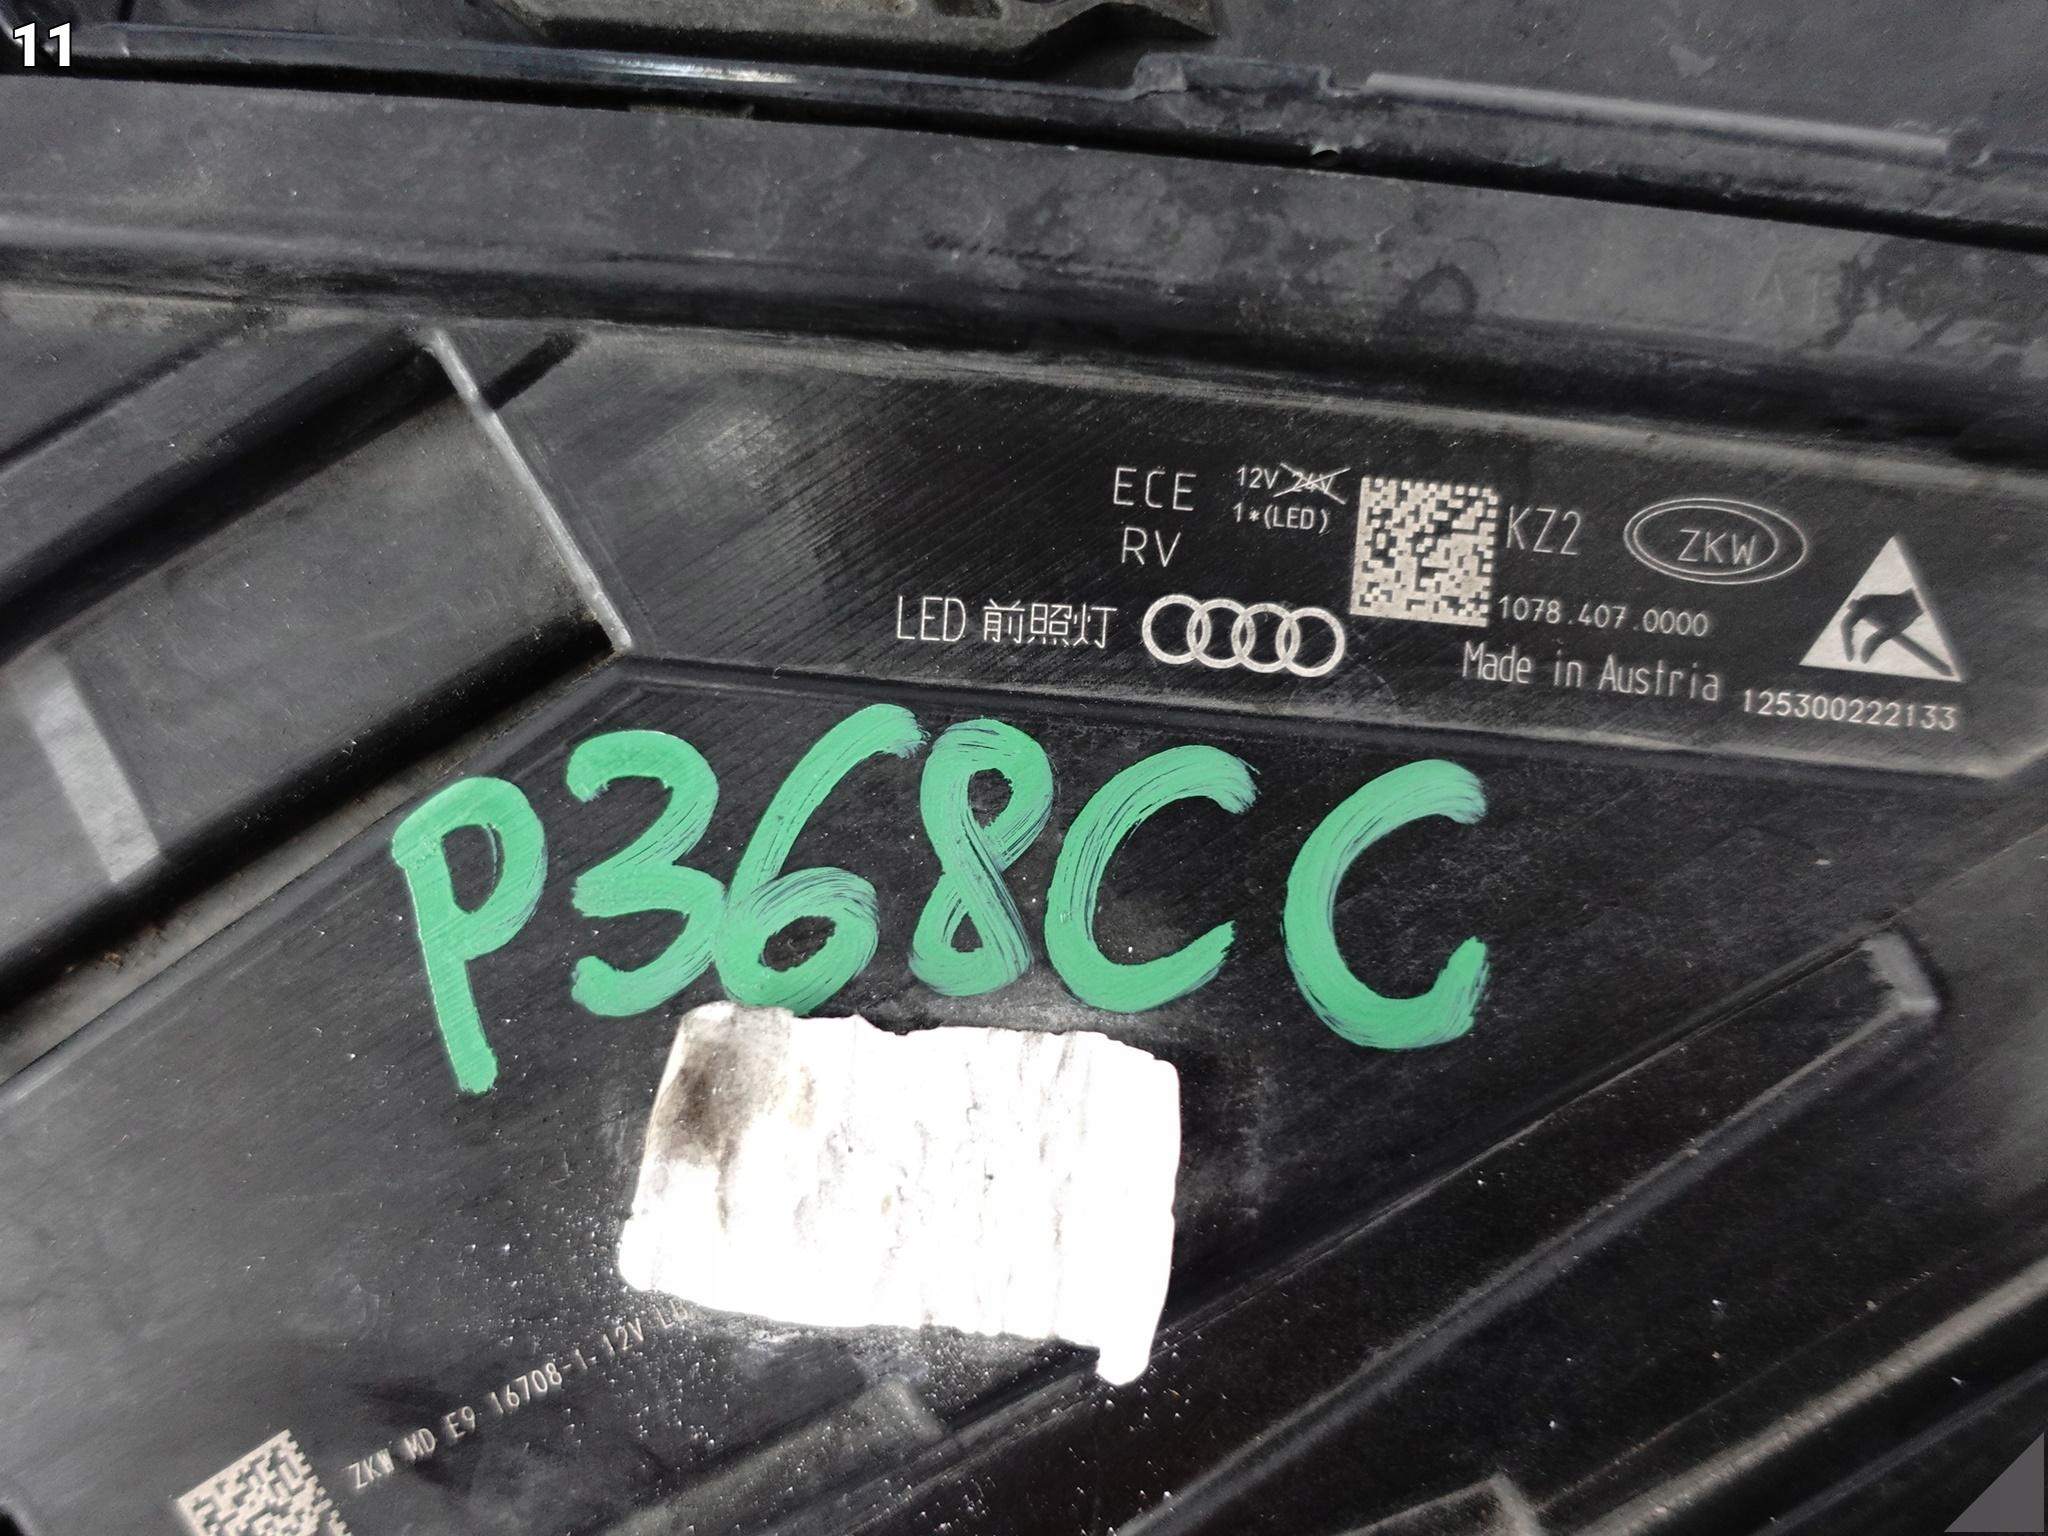 11
ECE
RV
12V 24V
1*(LED)
KZ2
ZKW
1078.407.0000
LED 前照灯
Made in Austria
125300222133
P368CC
ZKW MD E9 16708-1-12V